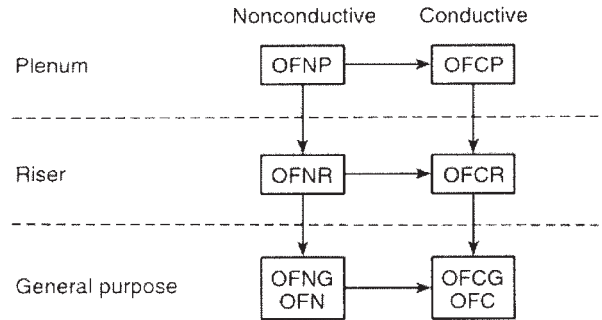 Nonconductive Conductive
Plenum OFNP OFCP
Riser OFNR OFCR
General purpose OFNG OFCG
OFN OFC